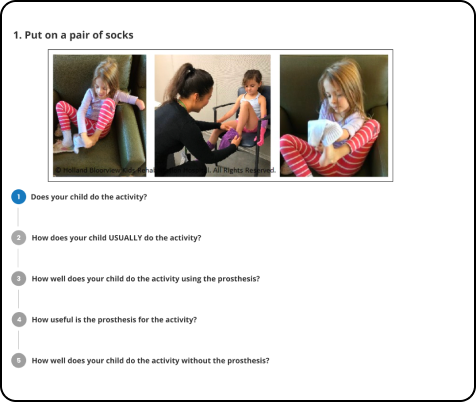 1. Put on a pair of socks
© Holland Bloorview Kids Rehabilitation Hospital. All Rights Reserved.
1 Does your child do the activity?
2 How does your child USUALLY do the activity?
3 How well does your child do the activity using the prosthesis?
4 How useful is the prosthesis for the activity?
5 How well does your child do the activity without the prosthesis?